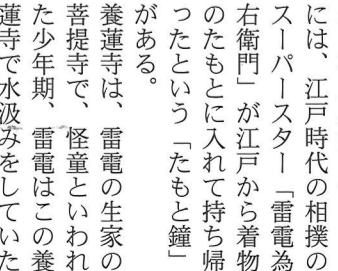 には、江戸時代の相撲の
スーパースター「雷電為
右衛門」が江戸から着物
のたもとに入れて持ち帰
ったという「たもと鐘」
がある。
養蓮寺は、雷電の生家の
菩提寺で、怪童といわれ
た少年期、雷電はこの養
蓮寺で水汲みをしていた